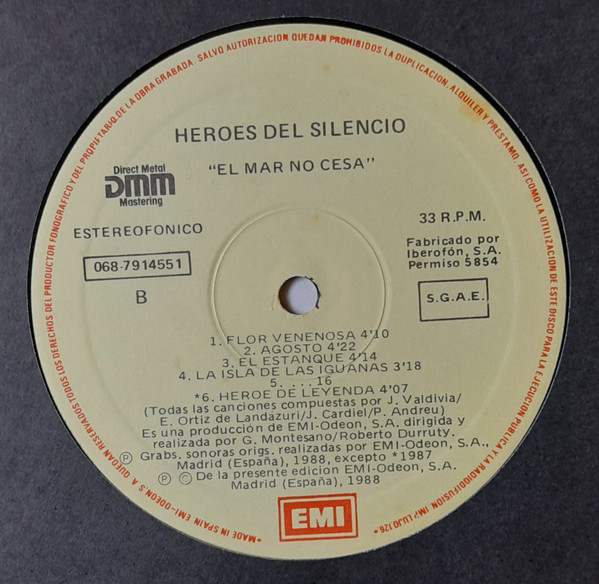 HEROES DEL SILENCIO
"EL MAR NO CESA"
Direct Metal
DMM
Mastering
ESTEREOFONICO
068-7914551
B
33 R.P.M.
Fabricado por
Iberofón, S.A.
Permiso 5854
S.G.A.E.
1. FLOR VENENOSA 4'10
2. AGOSTO 4'22
3. EL ESTANQUE 4'14
4. LA ISLA DE LAS IGUANAS 3'18
5. ...16
*6. HEROE DE LEYENDA 4'07
(Todas las canciones compuestas por J. Valdivia/
E. Ortiz de Landazuri/J. Cardiel/P. Andreu)
Es una producción de EMI-Odeon, S.A. dirigida y
realizada por G. Montesano/Roberto Durruty.
Ⓟ Grabs. sonoras origs. realizadas por EMI-Odeon, S.A.,
Madrid (España), 1988, excepto *1987
Ⓟ © De la presente edicion EMI-Odeon, S.A.
Madrid (España), 1988
EMI
* MADE IN SPAIN. EMI-ODEON, S.A. QUEDAN RESERVADOS TODOS LOS DERECHOS DEL PRODUCTOR FONOGRAFICO Y DEL PROPIETARIO DE LA OBRA GRABADA. SALVO AUTORIZACION QUEDAN PROHIBIDOS LA DUPLICACION, ALQUILER Y PRESTAMO, ASI COMO LA UTILIZACION DE ESTE DISCO PARA LA EJECUCION PUBLICA Y LA RADIODIFUSION. IMP. LUJO 126 *